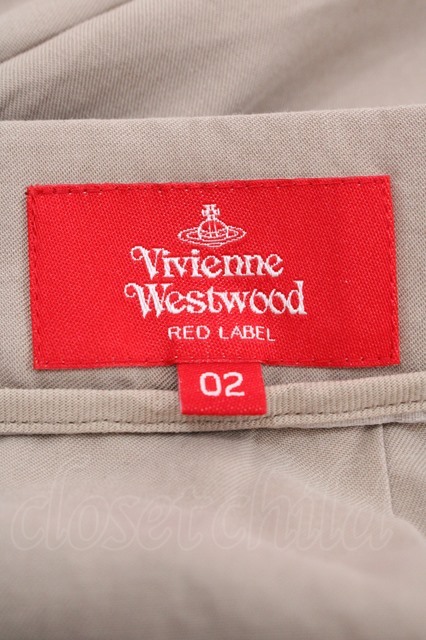 Vivienne
Westwood
RED LABEL
02
closet child